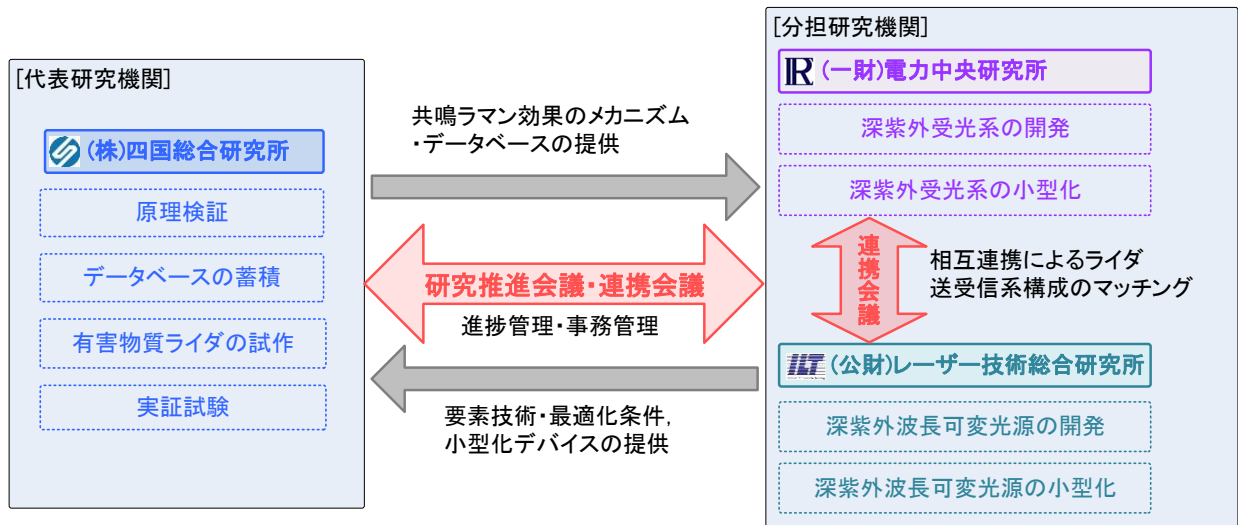 [代表研究機関]
(株)四国総合研究所
原理検証
データベースの蓄積
有害物質ライダの試作
実証試験
共鳴ラマン効果のメカニズム
・データベースの提供
研究推進会議・連携会議
進捗管理・事務管理
要素技術・最適化条件,
小型化デバイスの提供
[分担研究機関]
R (一財)電力中央研究所
深紫外受光系の開発
深紫外受光系の小型化
連携会議
相互連携によるライダ
送受信系構成のマッチング
ILT (公財)レーザー技術総合研究所
深紫外波長可変光源の開発
深紫外波長可変光源の小型化